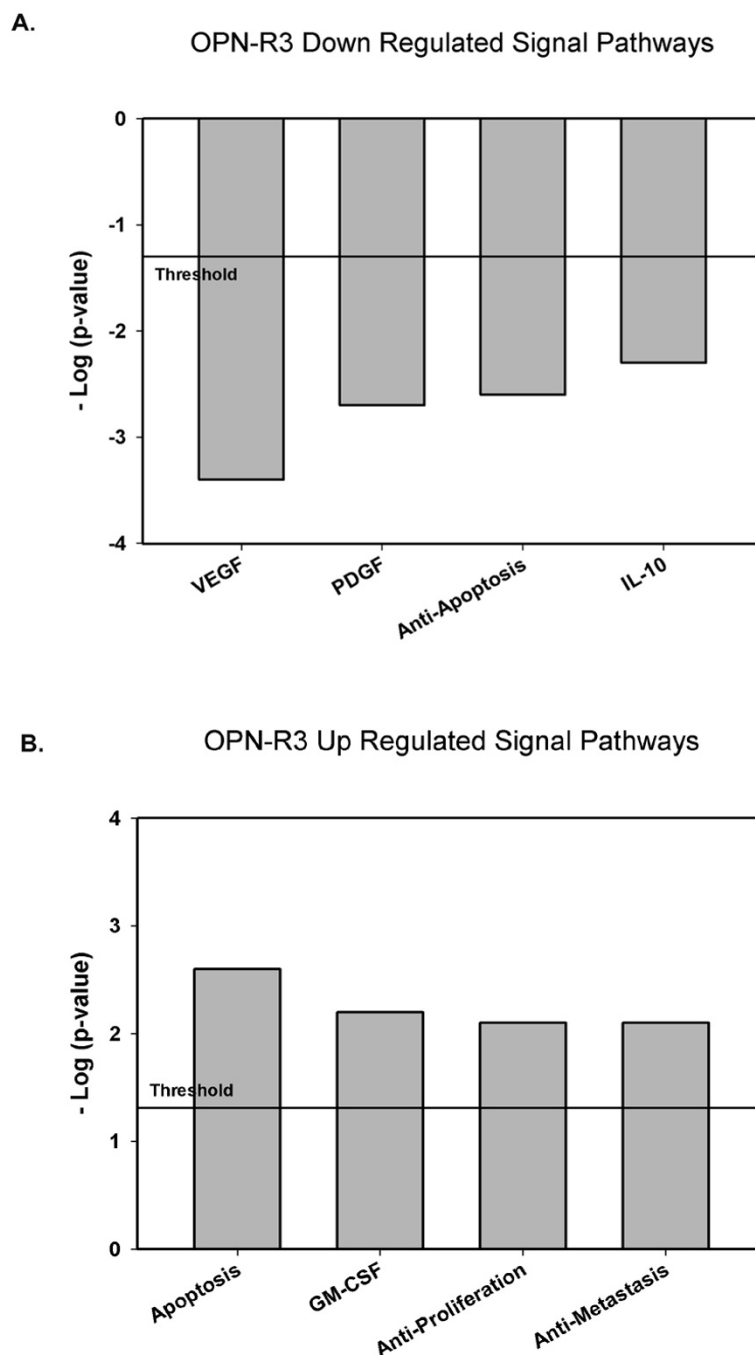 A.
OPN-R3 Down Regulated Signal Pathways
0
-1
Threshold
-2
-3
-4
- Log (p-value)
VEGF
PDGF
Anti-Apoptosis
IL-10
B.
OPN-R3 Up Regulated Signal Pathways
4
3
2
Threshold
1
0
- Log (p-value)
Apoptosis
GM-CSF
Anti-Proliferation
Anti-Metastasis